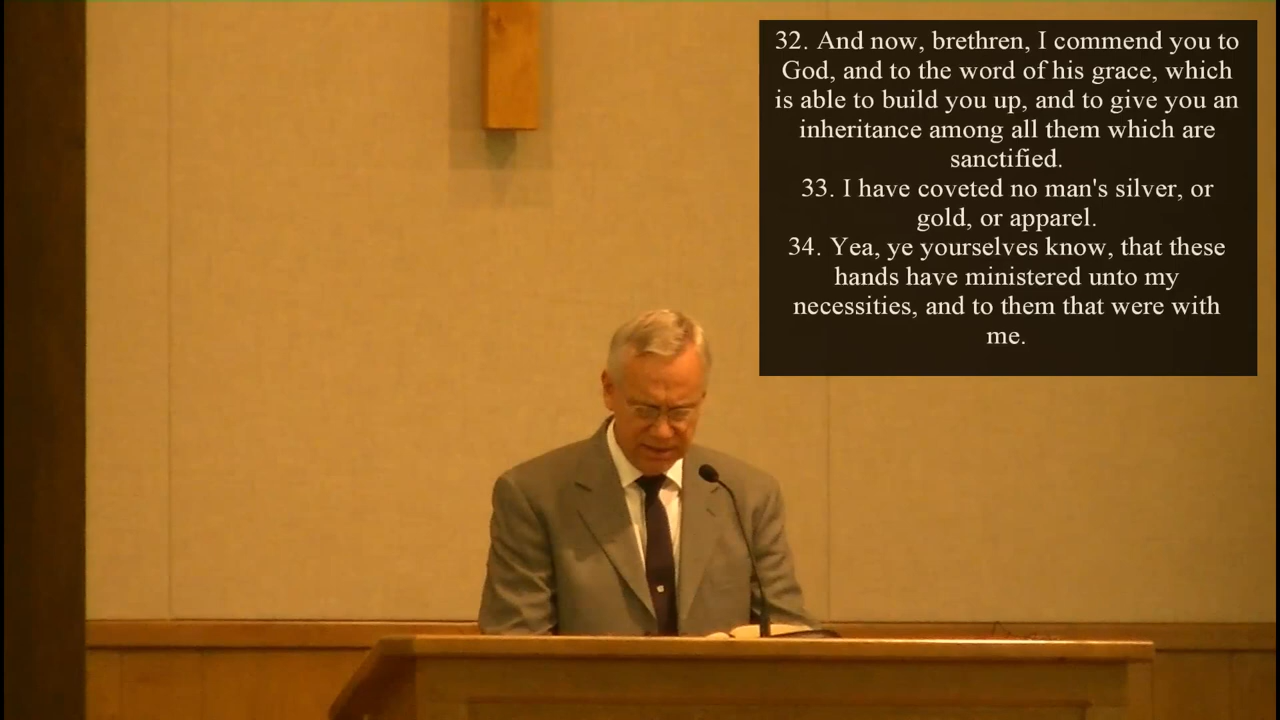 32. And now, brethren, I commend you to
God, and to the word of his grace, which
is able to build you up, and to give you an
inheritance among all them which are
sanctified.
33. I have coveted no man's silver, or
gold, or apparel.
34. Yea, ye yourselves know, that these
hands have ministered unto my
necessities, and to them that were with
me.